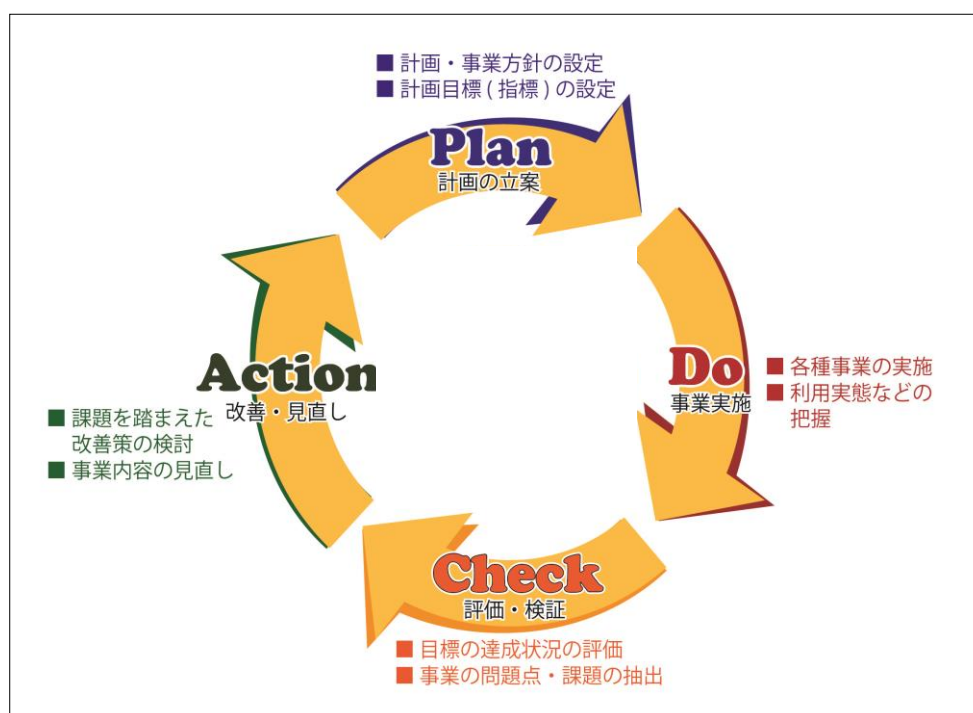 ■ 計画・事業方針の設定
■ 計画目標(指標)の設定
Plan
計画の立案
Do
事業実施
■ 各種事業の実施
■ 利用実態などの
把握
Check
評価・検証
■ 目標の達成状況の評価
■ 事業の問題点・課題の抽出
Action
改善・見直し
■ 課題を踏まえた
改善策の検討
■ 事業内容の見直し